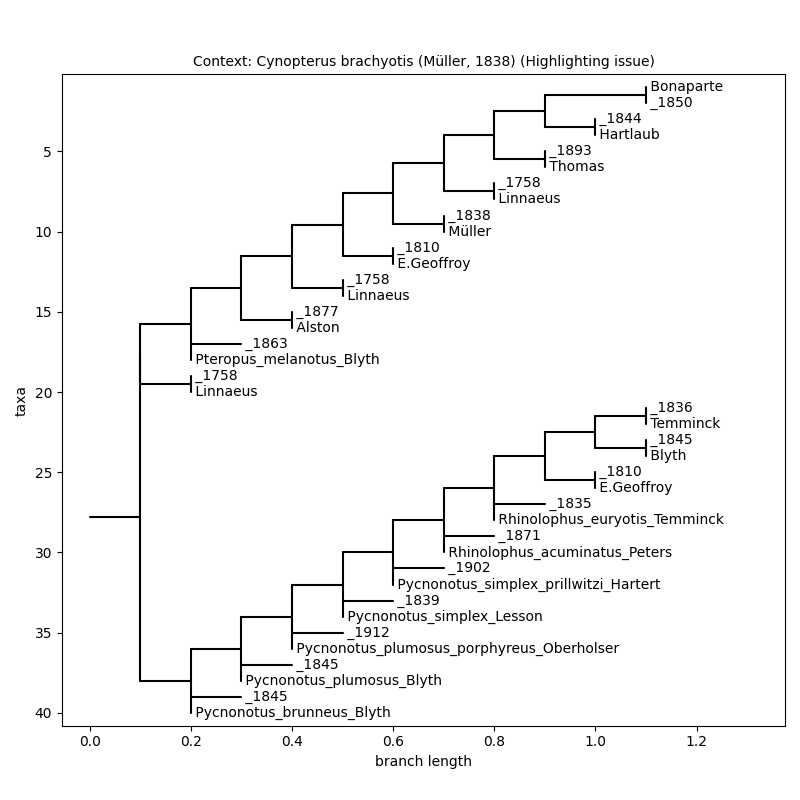 Context: Cynopterus brachyotis (Müller, 1838) (Highlighting issue)
Bonaparte
_1850
_1844
Hartlaub
_1893
Thomas
_1758
Linnaeus
_1838
Müller
_1810
E.Geoffroy
_1758
Linnaeus
_1877
Alston
_1863
Pteropus_melanotus_Blyth
_1758
Linnaeus
_1836
Temminck
_1845
Blyth
_1810
E.Geoffroy
_1835
Rhinolophus_euryotis_Temminck
_1871
Rhinolophus_acuminatus_Peters
_1902
Pycnonotus_simplex_prillwitzi_Hartert
_1839
Pycnonotus_simplex_Lesson
_1912
Pycnonotus_plumosus_porphyreus_Oberholser
_1845
Pycnonotus_plumosus_Blyth
_1845
Pycnonotus_brunneus_Blyth
5
10
15
20
25
30
35
40
taxa
0.0 0.2 0.4 0.6 0.8 1.0 1.2
branch length